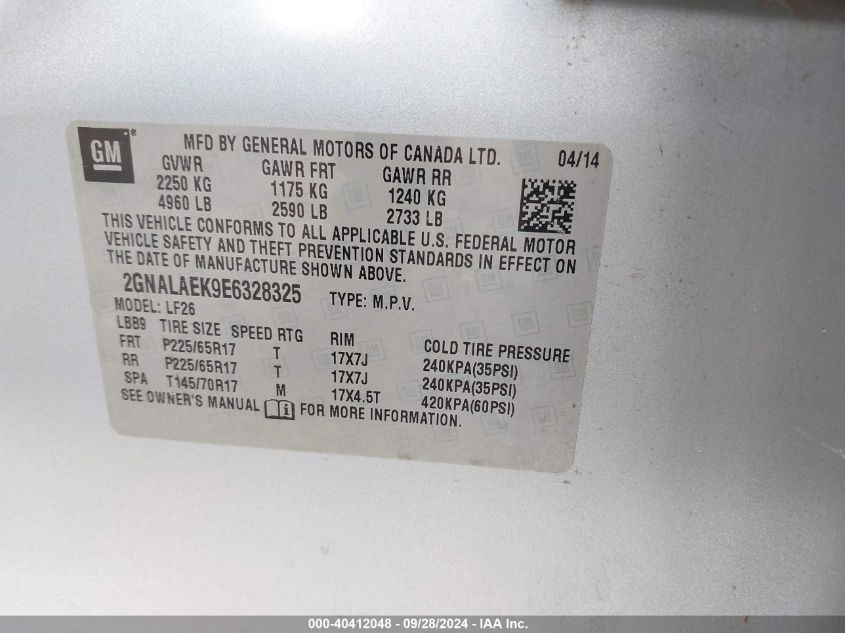 GM
MFD BY GENERAL MOTORS OF CANADA LTD. 04/14
GVWR GAWR FRT GAWR RR
2250 KG 1175 KG 1240 KG
4960 LB 2590 LB 2733 LB
THIS VEHICLE CONFORMS TO ALL APPLICABLE U.S. FEDERAL MOTOR
VEHICLE SAFETY AND THEFT PREVENTION STANDARDS IN EFFECT ON
THE DATE OF MANUFACTURE SHOWN ABOVE.
2GNALAEK9E6328325 TYPE: M.P.V.
MODEL: LF26
LBB9 TIRE SIZE SPEED RTG RIM COLD TIRE PRESSURE
FRT P225/65R17 T 17X7J 240KPA(35PSI)
RR P225/65R17 T 17X7J 240KPA(35PSI)
SPA T145/70R17 M 17X4.5T 420KPA(60PSI)
SEE OWNER'S MANUAL FOR MORE INFORMATION.
000-40412048 - 09/28/2024 - IAA Inc.